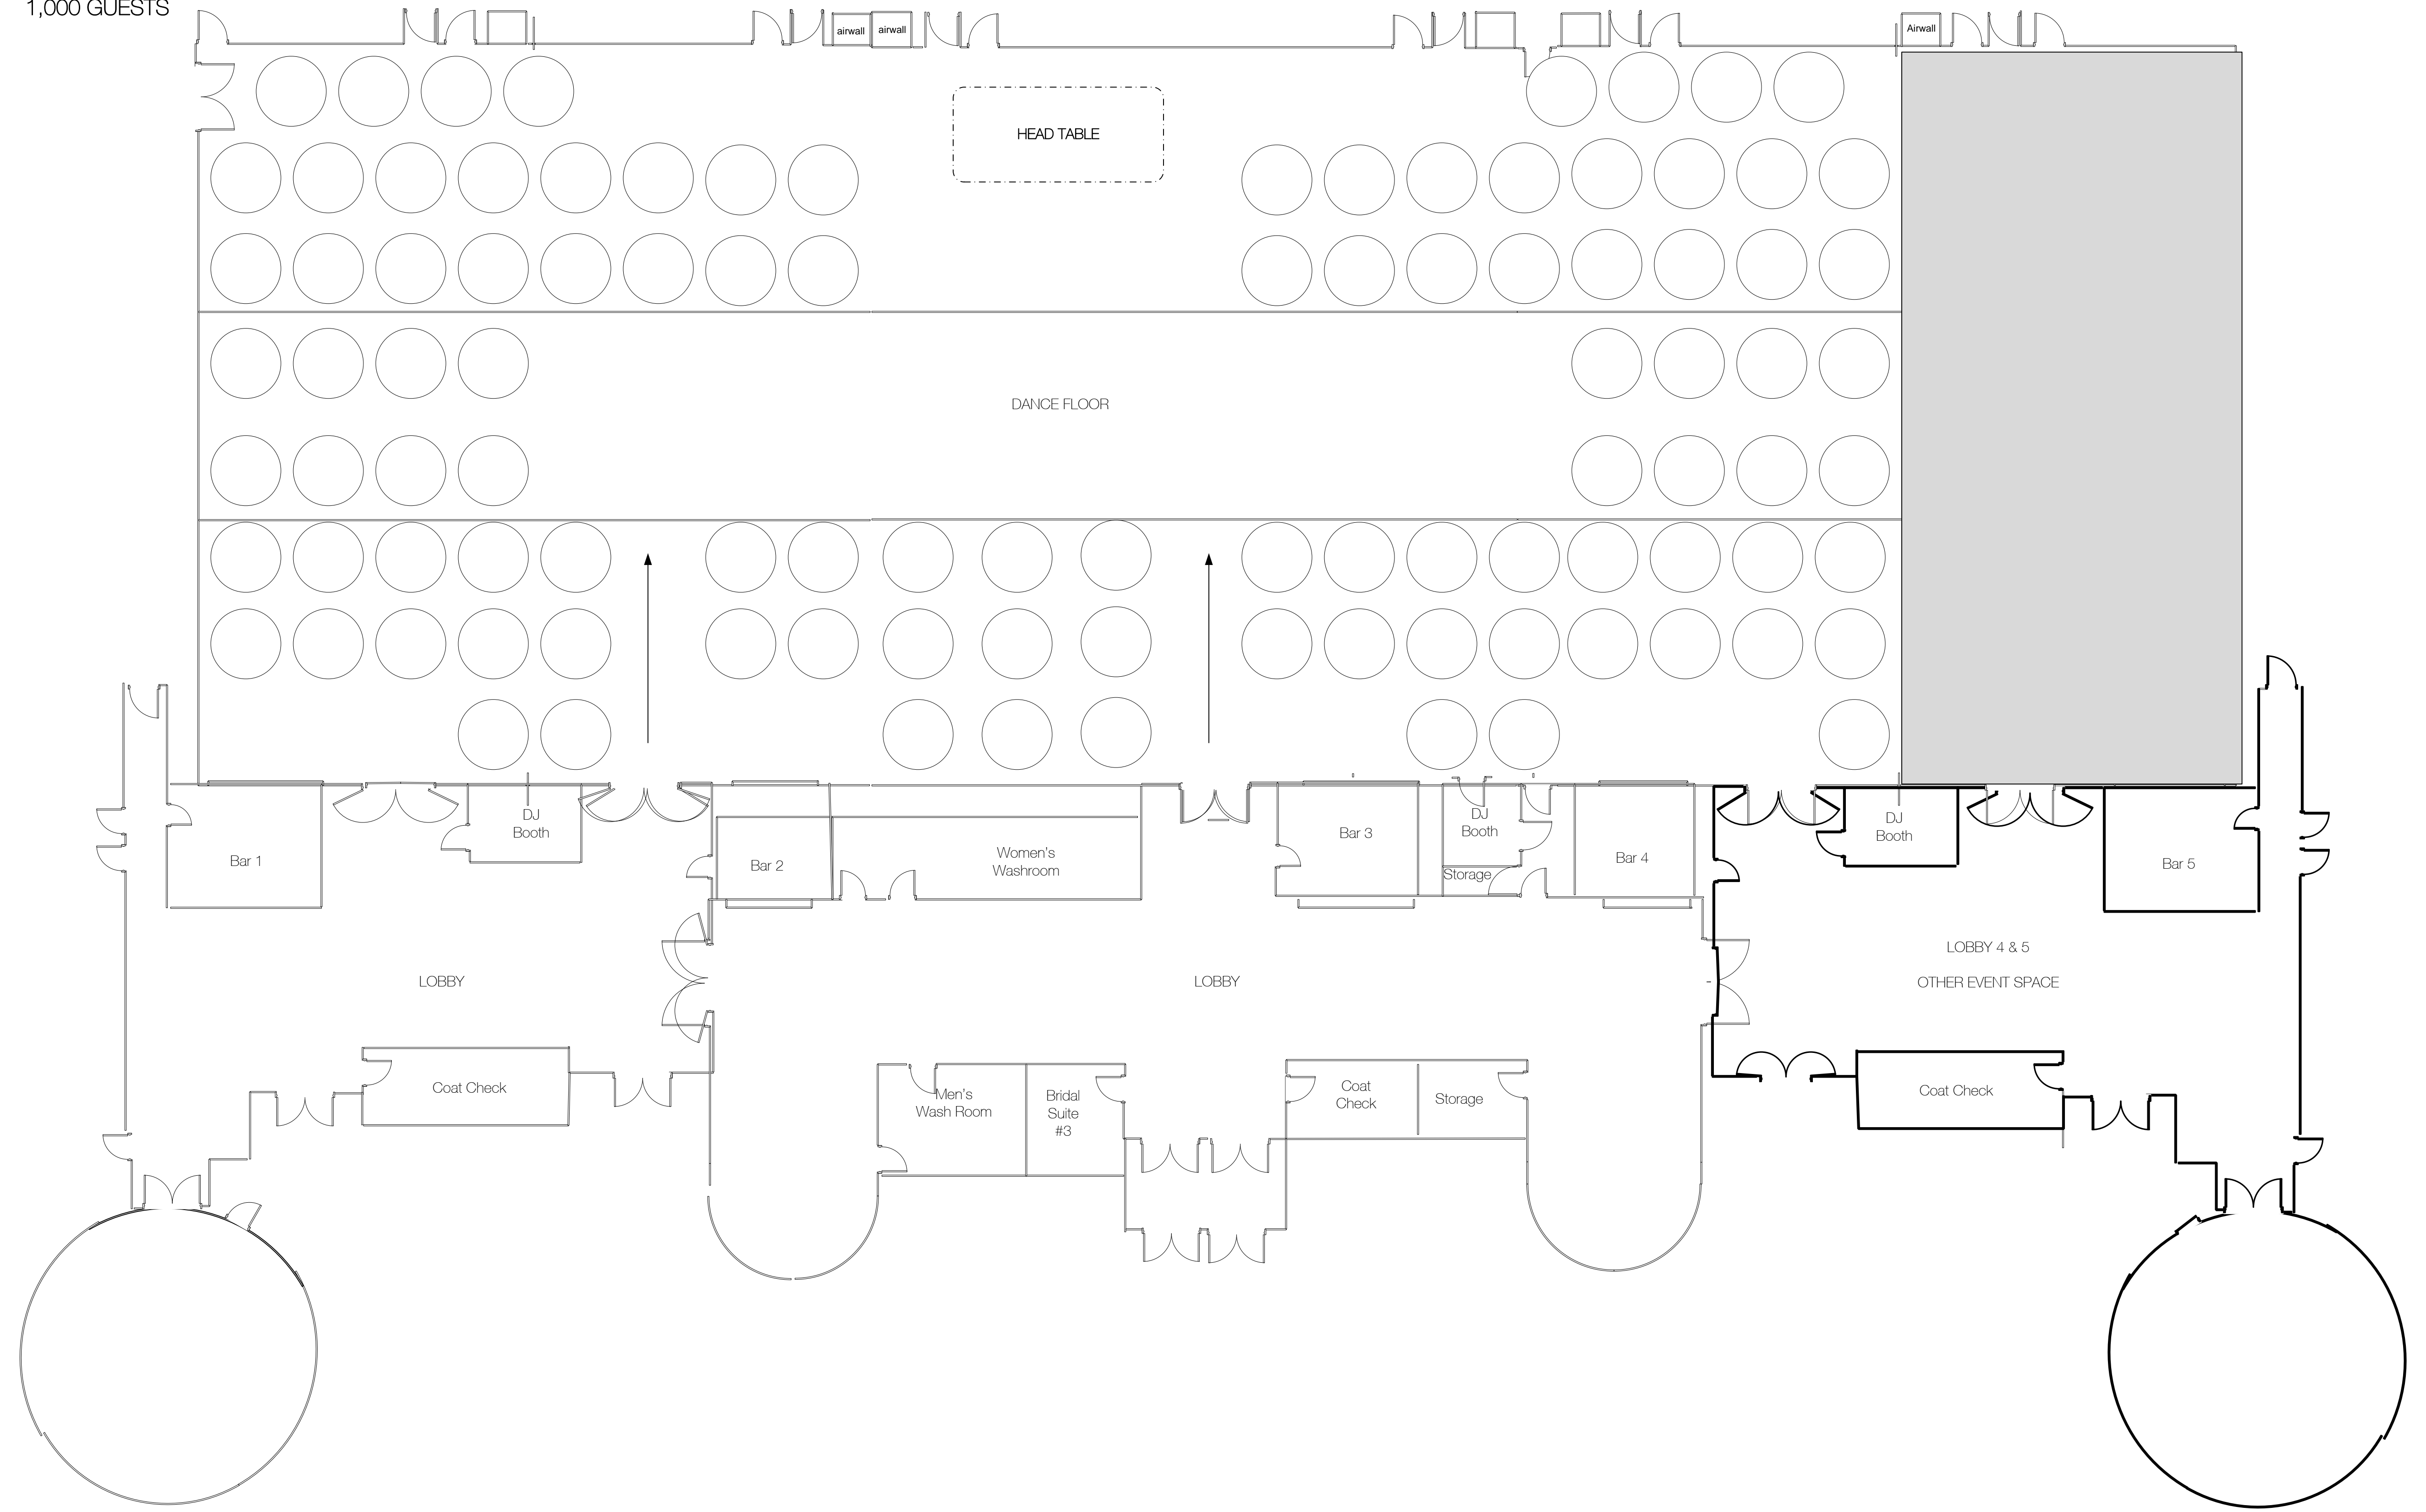 1,000 GUESTS
airwall
airwall
Airwall
HEAD TABLE
DANCE FLOOR
DJ
Booth
Bar 1
Bar 2
Women's
Washroom
Bar 3
DJ
Booth
Storage
Bar 4
DJ
Booth
Bar 5
LOBBY
LOBBY
LOBBY 4 & 5
OTHER EVENT SPACE
Coat Check
Men's
Wash Room
Bridal
Suite
#3
Coat
Check
Storage
Coat Check